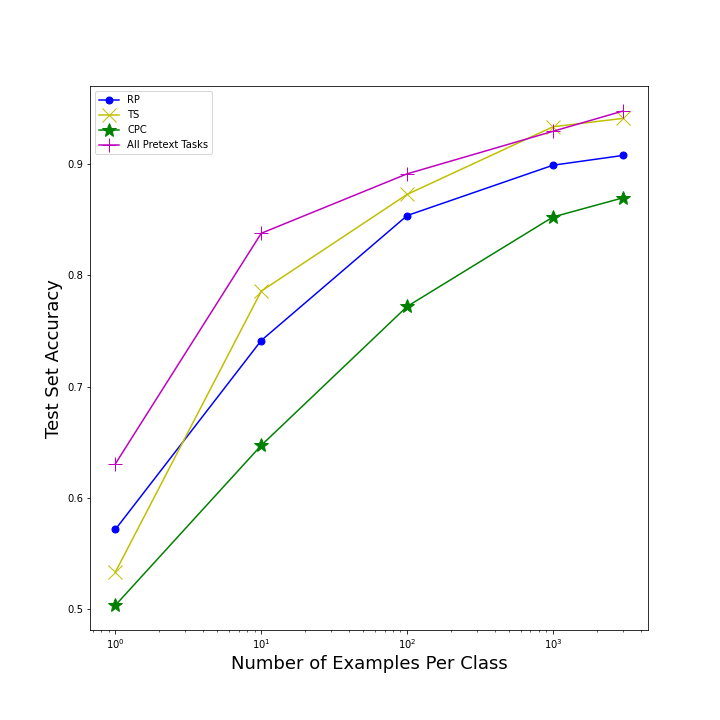 RP
TS
CPC
All Pretext Tasks
Test Set Accuracy
0.9
0.8
0.7
0.6
0.5
10⁰
10¹
10²
10³
Number of Examples Per Class